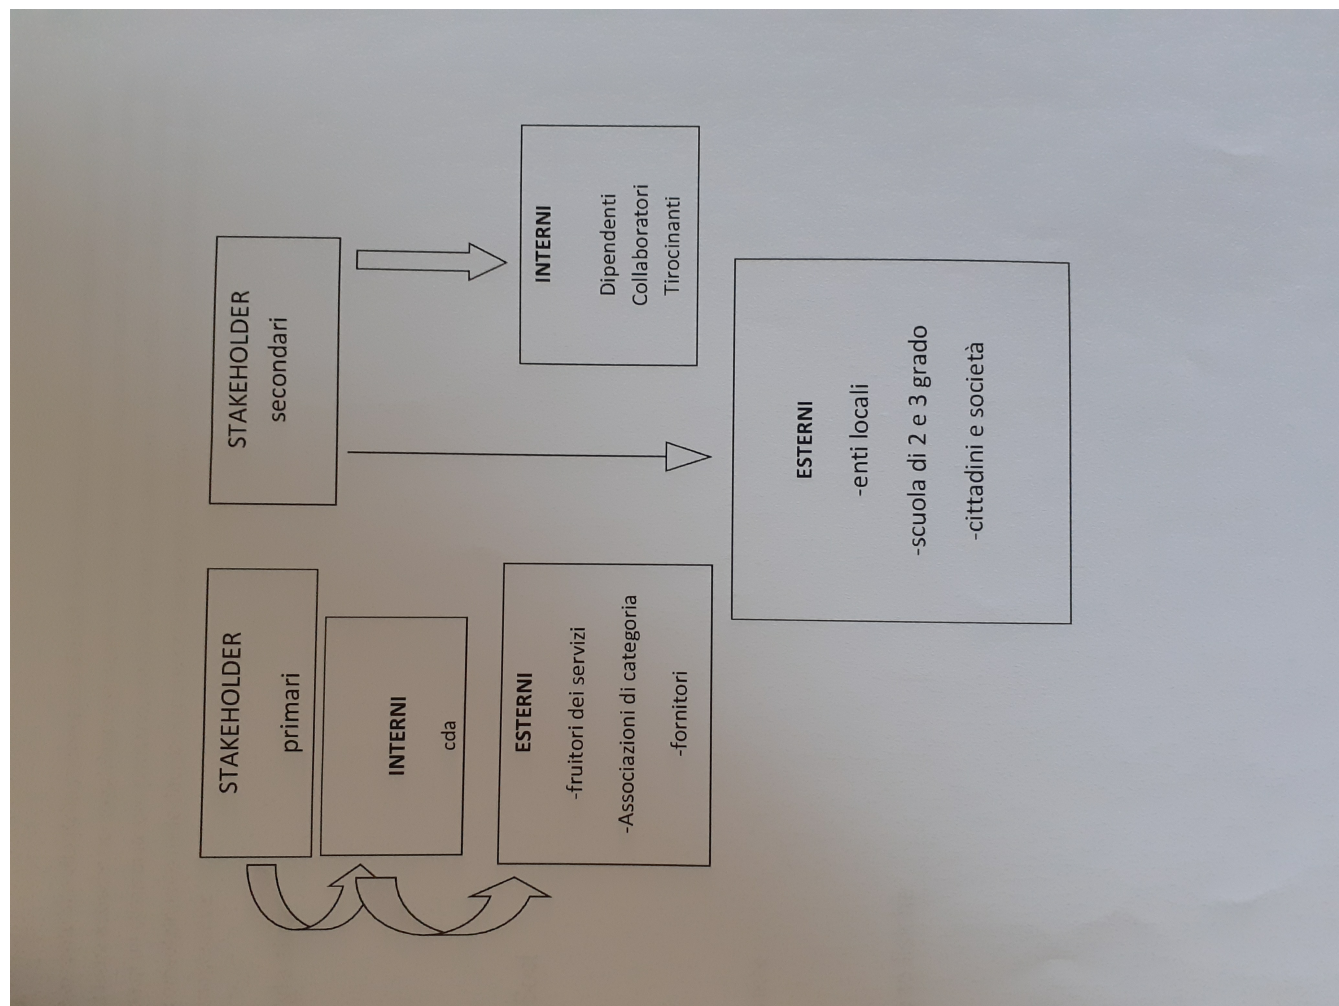 STAKEHOLDER
primari
INTERNI
cda
ESTERNI
-fruitori dei servizi
-Associazioni di categoria
-fornitori
STAKEHOLDER
secondari
INTERNI
Dipendenti
Collaboratori
Tirocinanti
ESTERNI
-enti locali
-scuola di 2 e 3 grado
-cittadini e società